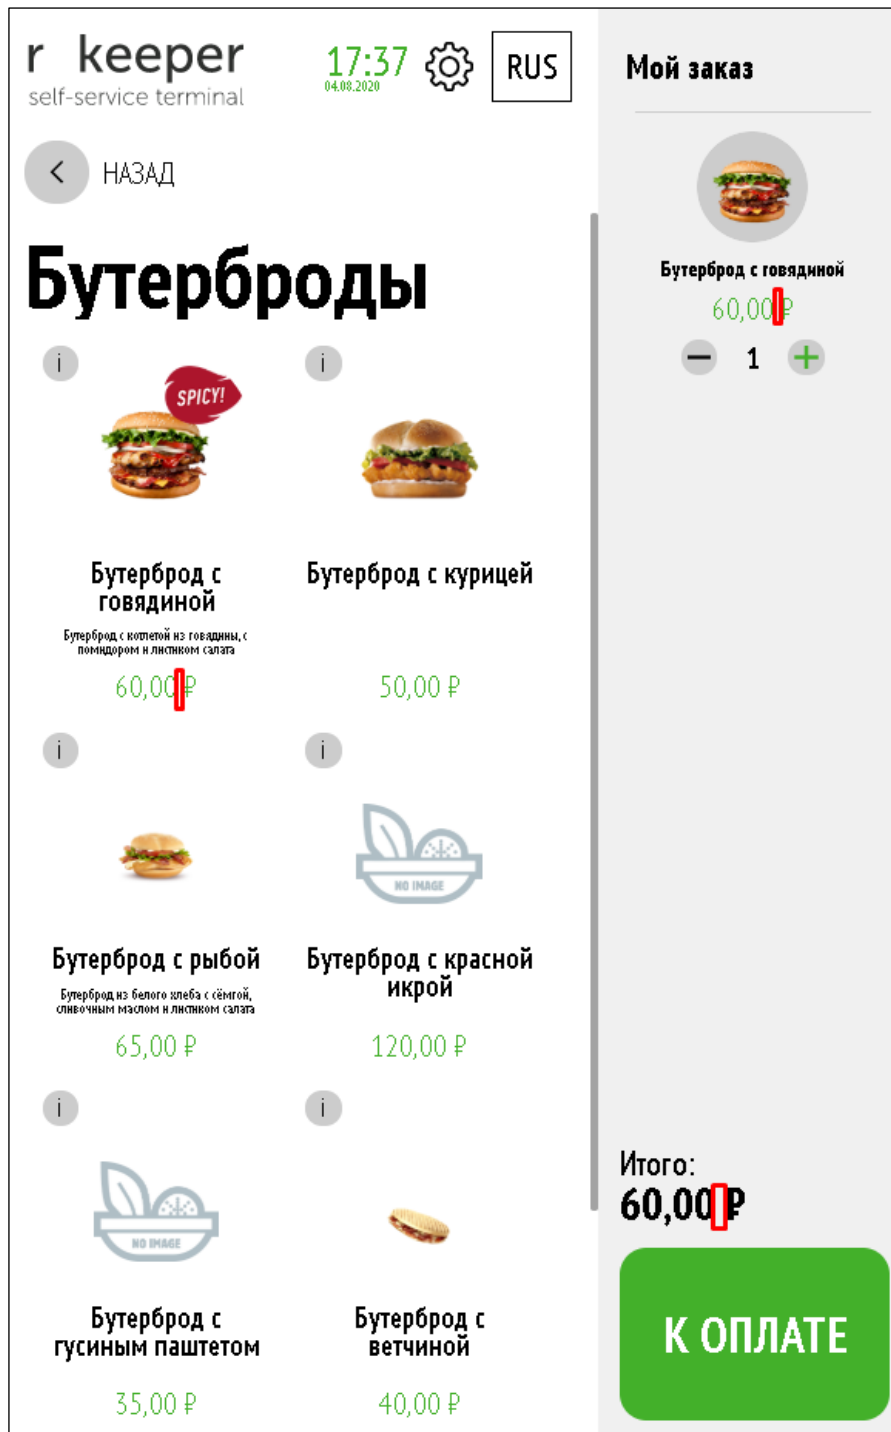 r keeper
self-service terminal
17:37
04.08.2020
RUS
НАЗАД
Бутерброды
i
SPICY!
Бутерброд с
говядиной
Бутерброд с котлетой из говядины, с
помидором и листиком салата
60,00 ₽
i
Бутерброд с курицей
50,00 ₽
i
Бутерброд с рыбой
Бутерброд из белого хлеба с сёмгой,
сливочным маслом и листиком салата
65,00 ₽
i
NO IMAGE
Бутерброд с красной
икрой
120,00 ₽
i
NO IMAGE
Бутерброд с
гусиным паштетом
35,00 ₽
i
Бутерброд с
ветчиной
40,00 ₽
Мой заказ
Бутерброд с говядиной
60,00 ₽
1
Итого:
60,00 ₽
К ОПЛАТЕ